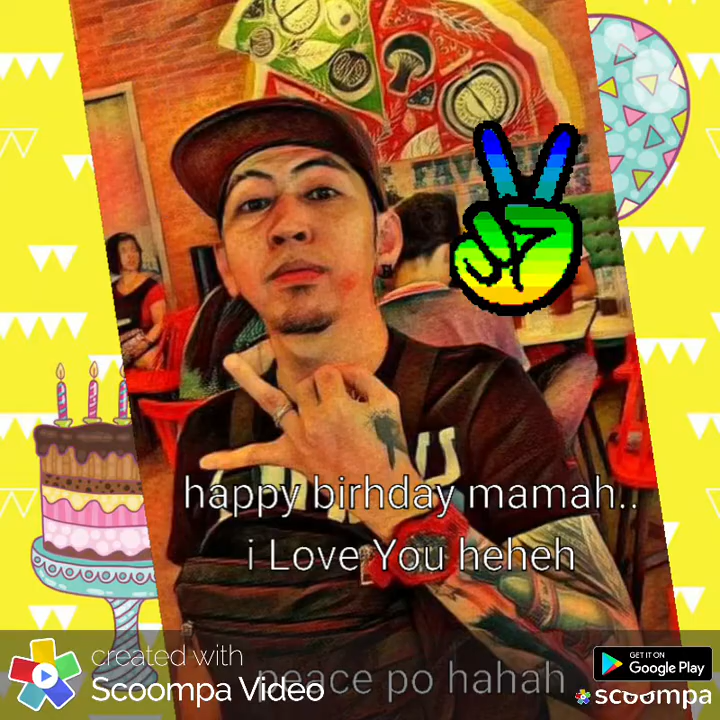 FAVO
happy birhday mamah..
i Love You heheh
peace po hahah
created with
Scoompa Video
GET IT ON
Google Play
scoompa